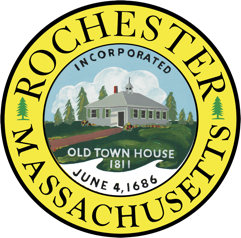 ROCHESTER
INCORPORATED
OLD TOWN HOUSE
1811
JUNE 4, 1686
MASSACHUSETTS